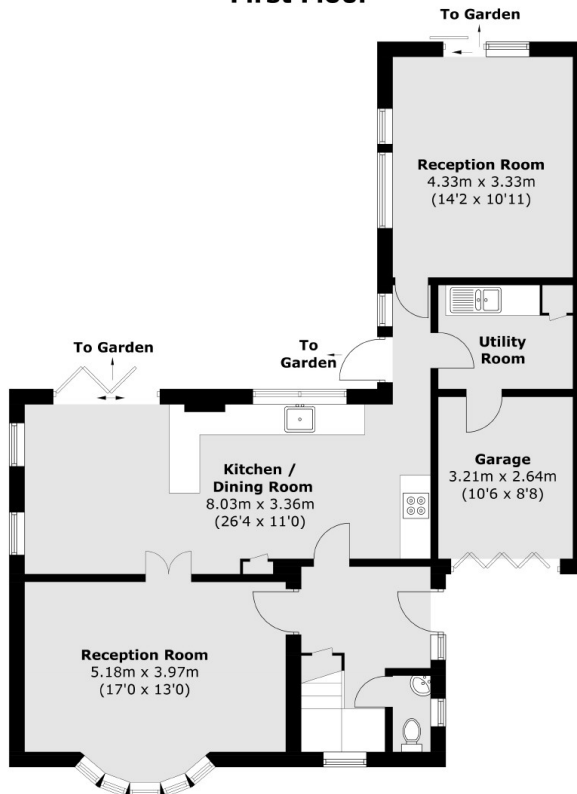 First Floor
To Garden
Reception Room
4.33m x 3.33m
(14'2 x 10'11)
To Garden
To
Garden
Utility
Room
Kitchen /
Dining Room
8.03m x 3.36m
(26'4 x 11'0)
Garage
3.21m x 2.64m
(10'6 x 8'8)
Reception Room
5.18m x 3.97m
(17'0 x 13'0)